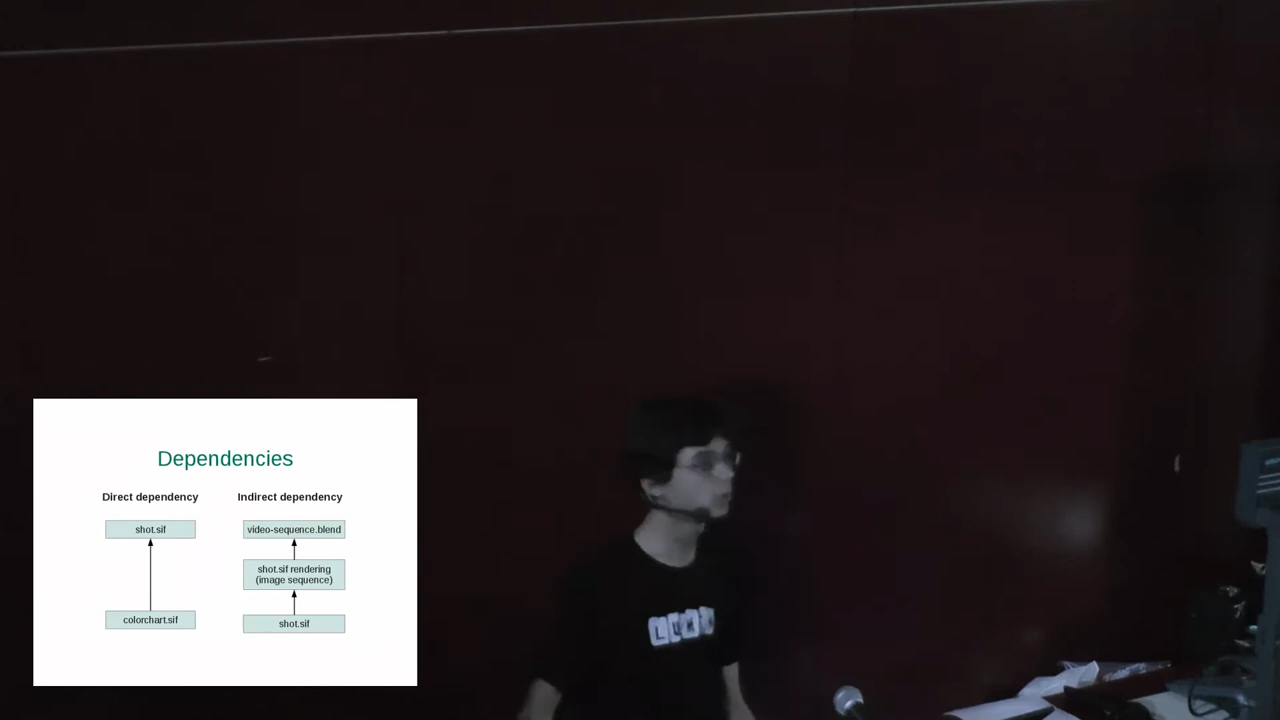 Dependencies
Direct dependency
Indirect dependency
shot.sif
video-sequence.blend
shot.sif rendering
(image sequence)
colorchart.sif
shot.sif